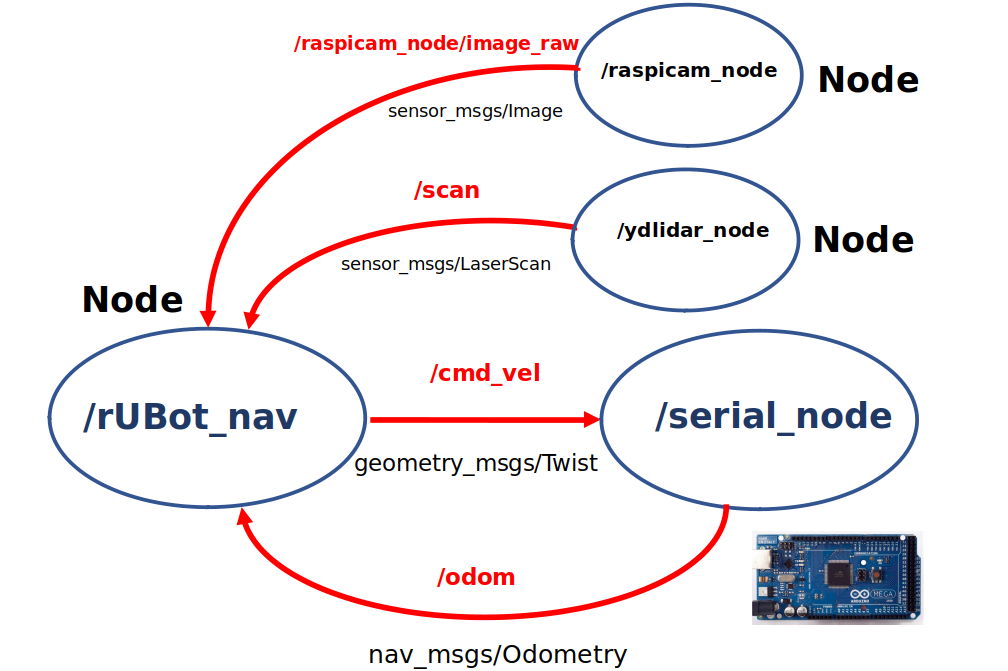 /raspicam_node/image_raw
/raspicam_node
Node
sensor_msgs/Image
/scan
/ydlidar_node
Node
sensor_msgs/LaserScan
Node
/cmd_vel
/rUBot_nav
/serial_node
geometry_msgs/Twist
/odom
MEGA
nav_msgs/Odometry